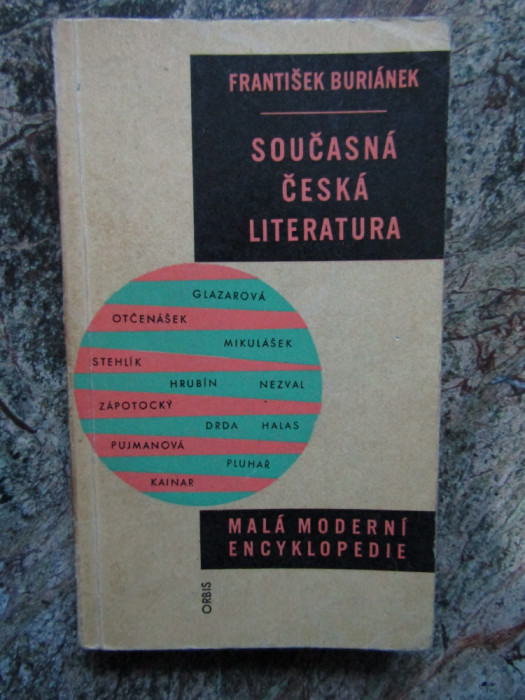 FRANTIŠEK BURIÁNEK
SOUČASNÁ
ČESKÁ
LITERATURA
GLAZAROVÁ
OTČENÁŠEK
MIKULÁŠEK
STEHLÍK
HRUBÍN NEZVAL
ZÁPOTOCKÝ
DRDA HALAS
PUJMANOVÁ
PLUHAŘ
KAINAR
MALÁ MODERNÍ
ENCYKLOPEDIE
ORBIS